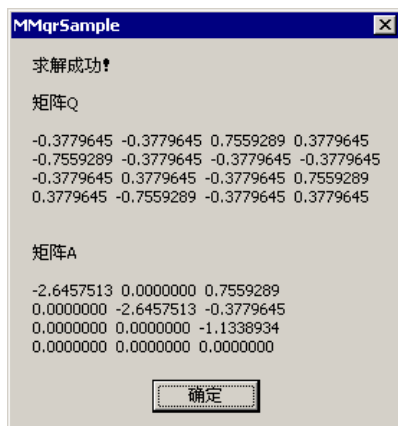 MMqrSample
求解成功!
矩阵Q
-0.3779645 -0.3779645 0.7559289 0.3779645
-0.7559289 -0.3779645 -0.3779645 -0.3779645
-0.3779645 0.3779645 -0.3779645 0.7559289
0.3779645 -0.7559289 -0.3779645 0.3779645
矩阵A
-2.6457513 0.0000000 0.7559289
0.0000000 -2.6457513 -0.3779645
0.0000000 0.0000000 -1.1338934
0.0000000 0.0000000 0.0000000
确定